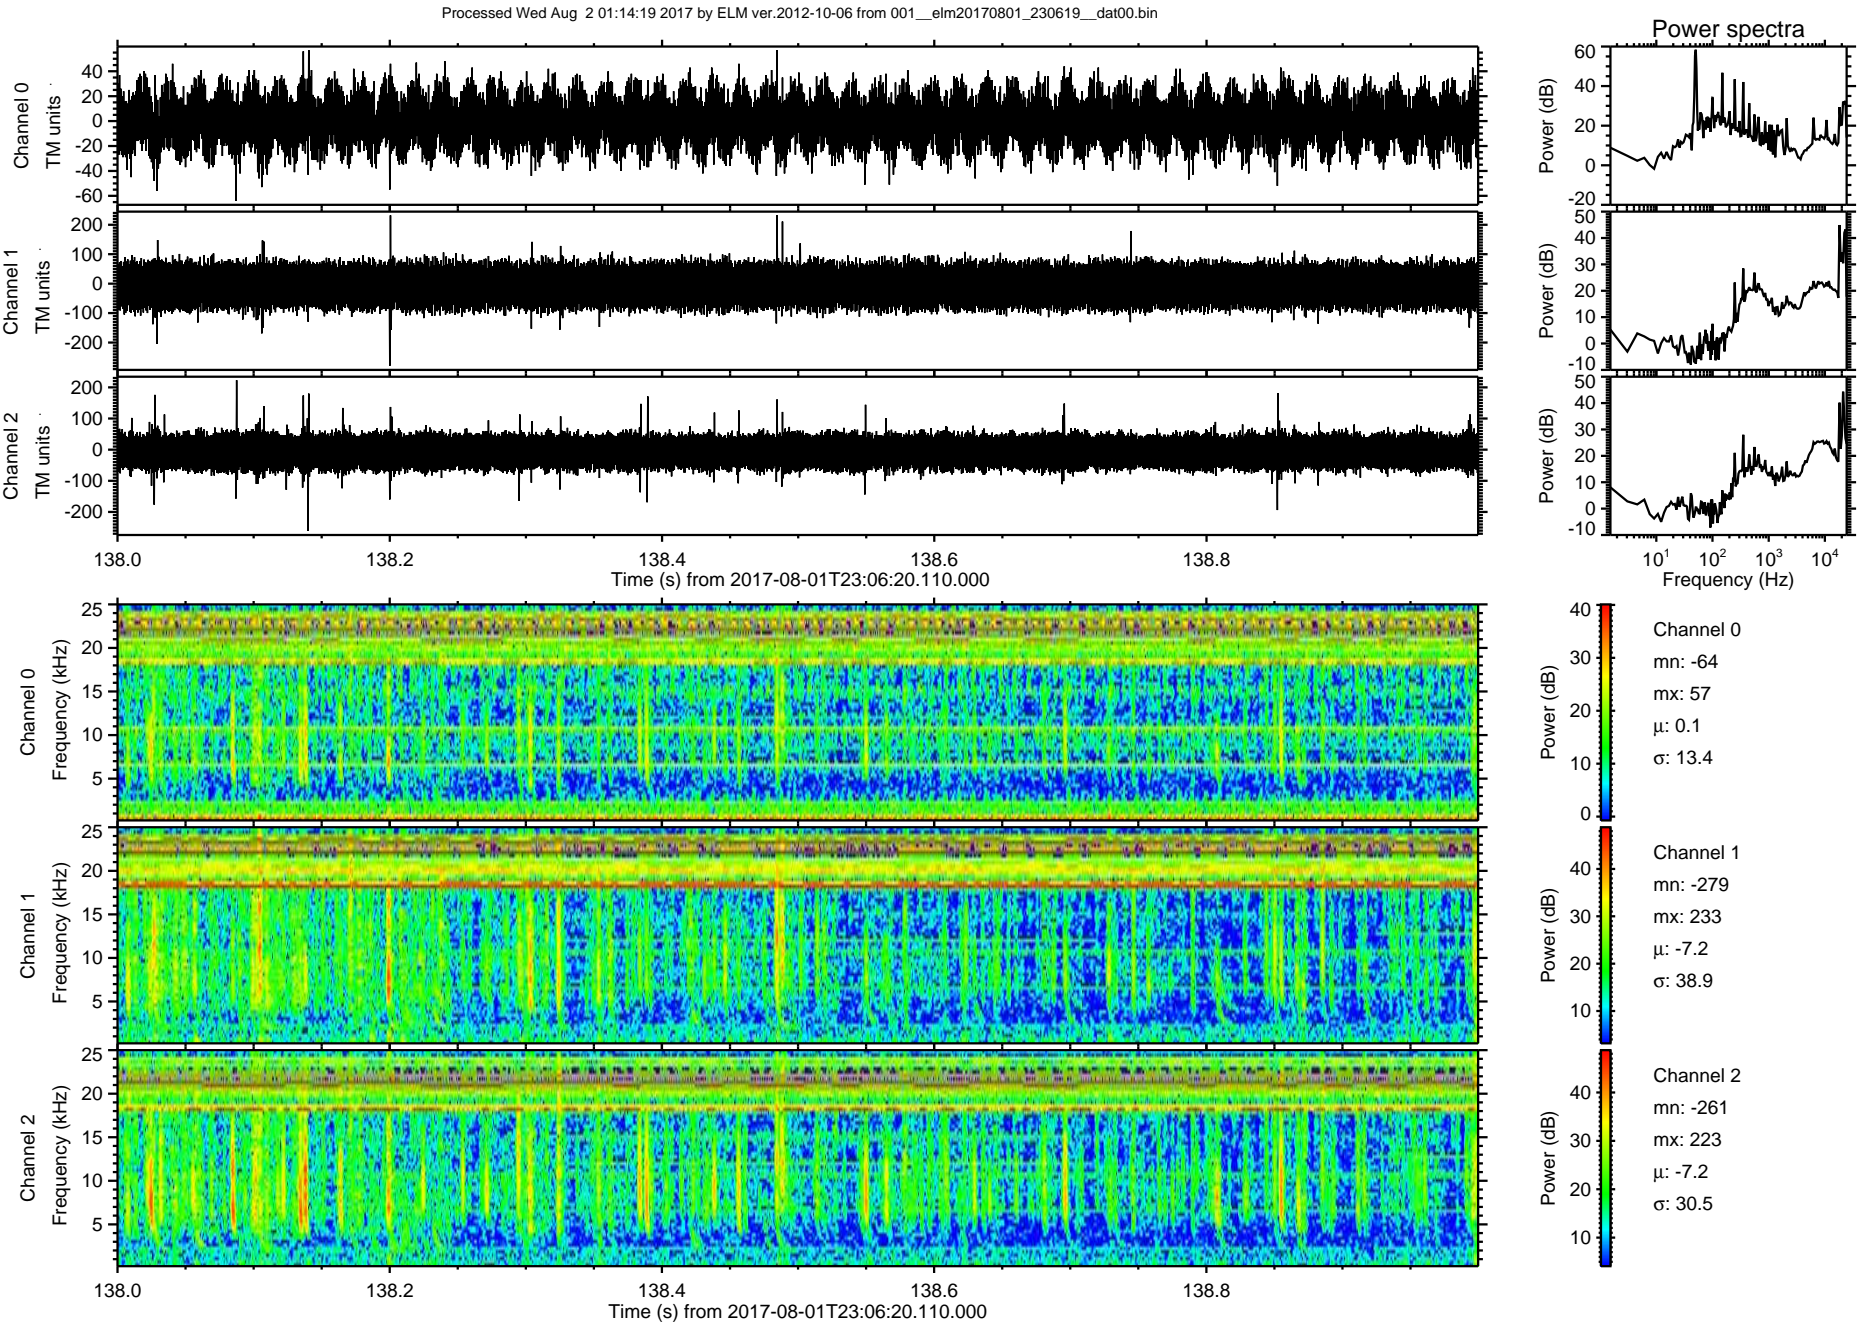 Processed Wed Aug  2 01:14:19 2017 by ELM ver.2012-10-06 from 001__elm20170801_230619__dat00.bin
Power spectra
Channel 0
TM units
40
20
0
-20
-40
-60
Power (dB)
60
40
20
0
-20
Channel 1
TM units
200
100
0
-100
-200
Power (dB)
50
40
30
20
10
0
-10
Channel 2
TM units
200
100
0
-100
-200
Power (dB)
50
40
30
20
10
0
-10
138.0 138.2 138.4 138.6 138.8
Time (s) from 2017-08-01T23:06:20.110.000
10^1 10^2 10^3 10^4
Frequency (Hz)
Channel 0
Frequency (kHz)
25
20
15
10
5
Power (dB)
40
30
20
10
0
Channel 0
mn: -64
mx: 57
μ: 0.1
σ: 13.4
Channel 1
Frequency (kHz)
25
20
15
10
5
Power (dB)
40
30
20
10
Channel 1
mn: -279
mx: 233
μ: -7.2
σ: 38.9
Channel 2
Frequency (kHz)
25
20
15
10
5
Power (dB)
40
30
20
10
Channel 2
mn: -261
mx: 223
μ: -7.2
σ: 30.5
138.0 138.2 138.4 138.6 138.8
Time (s) from 2017-08-01T23:06:20.110.000